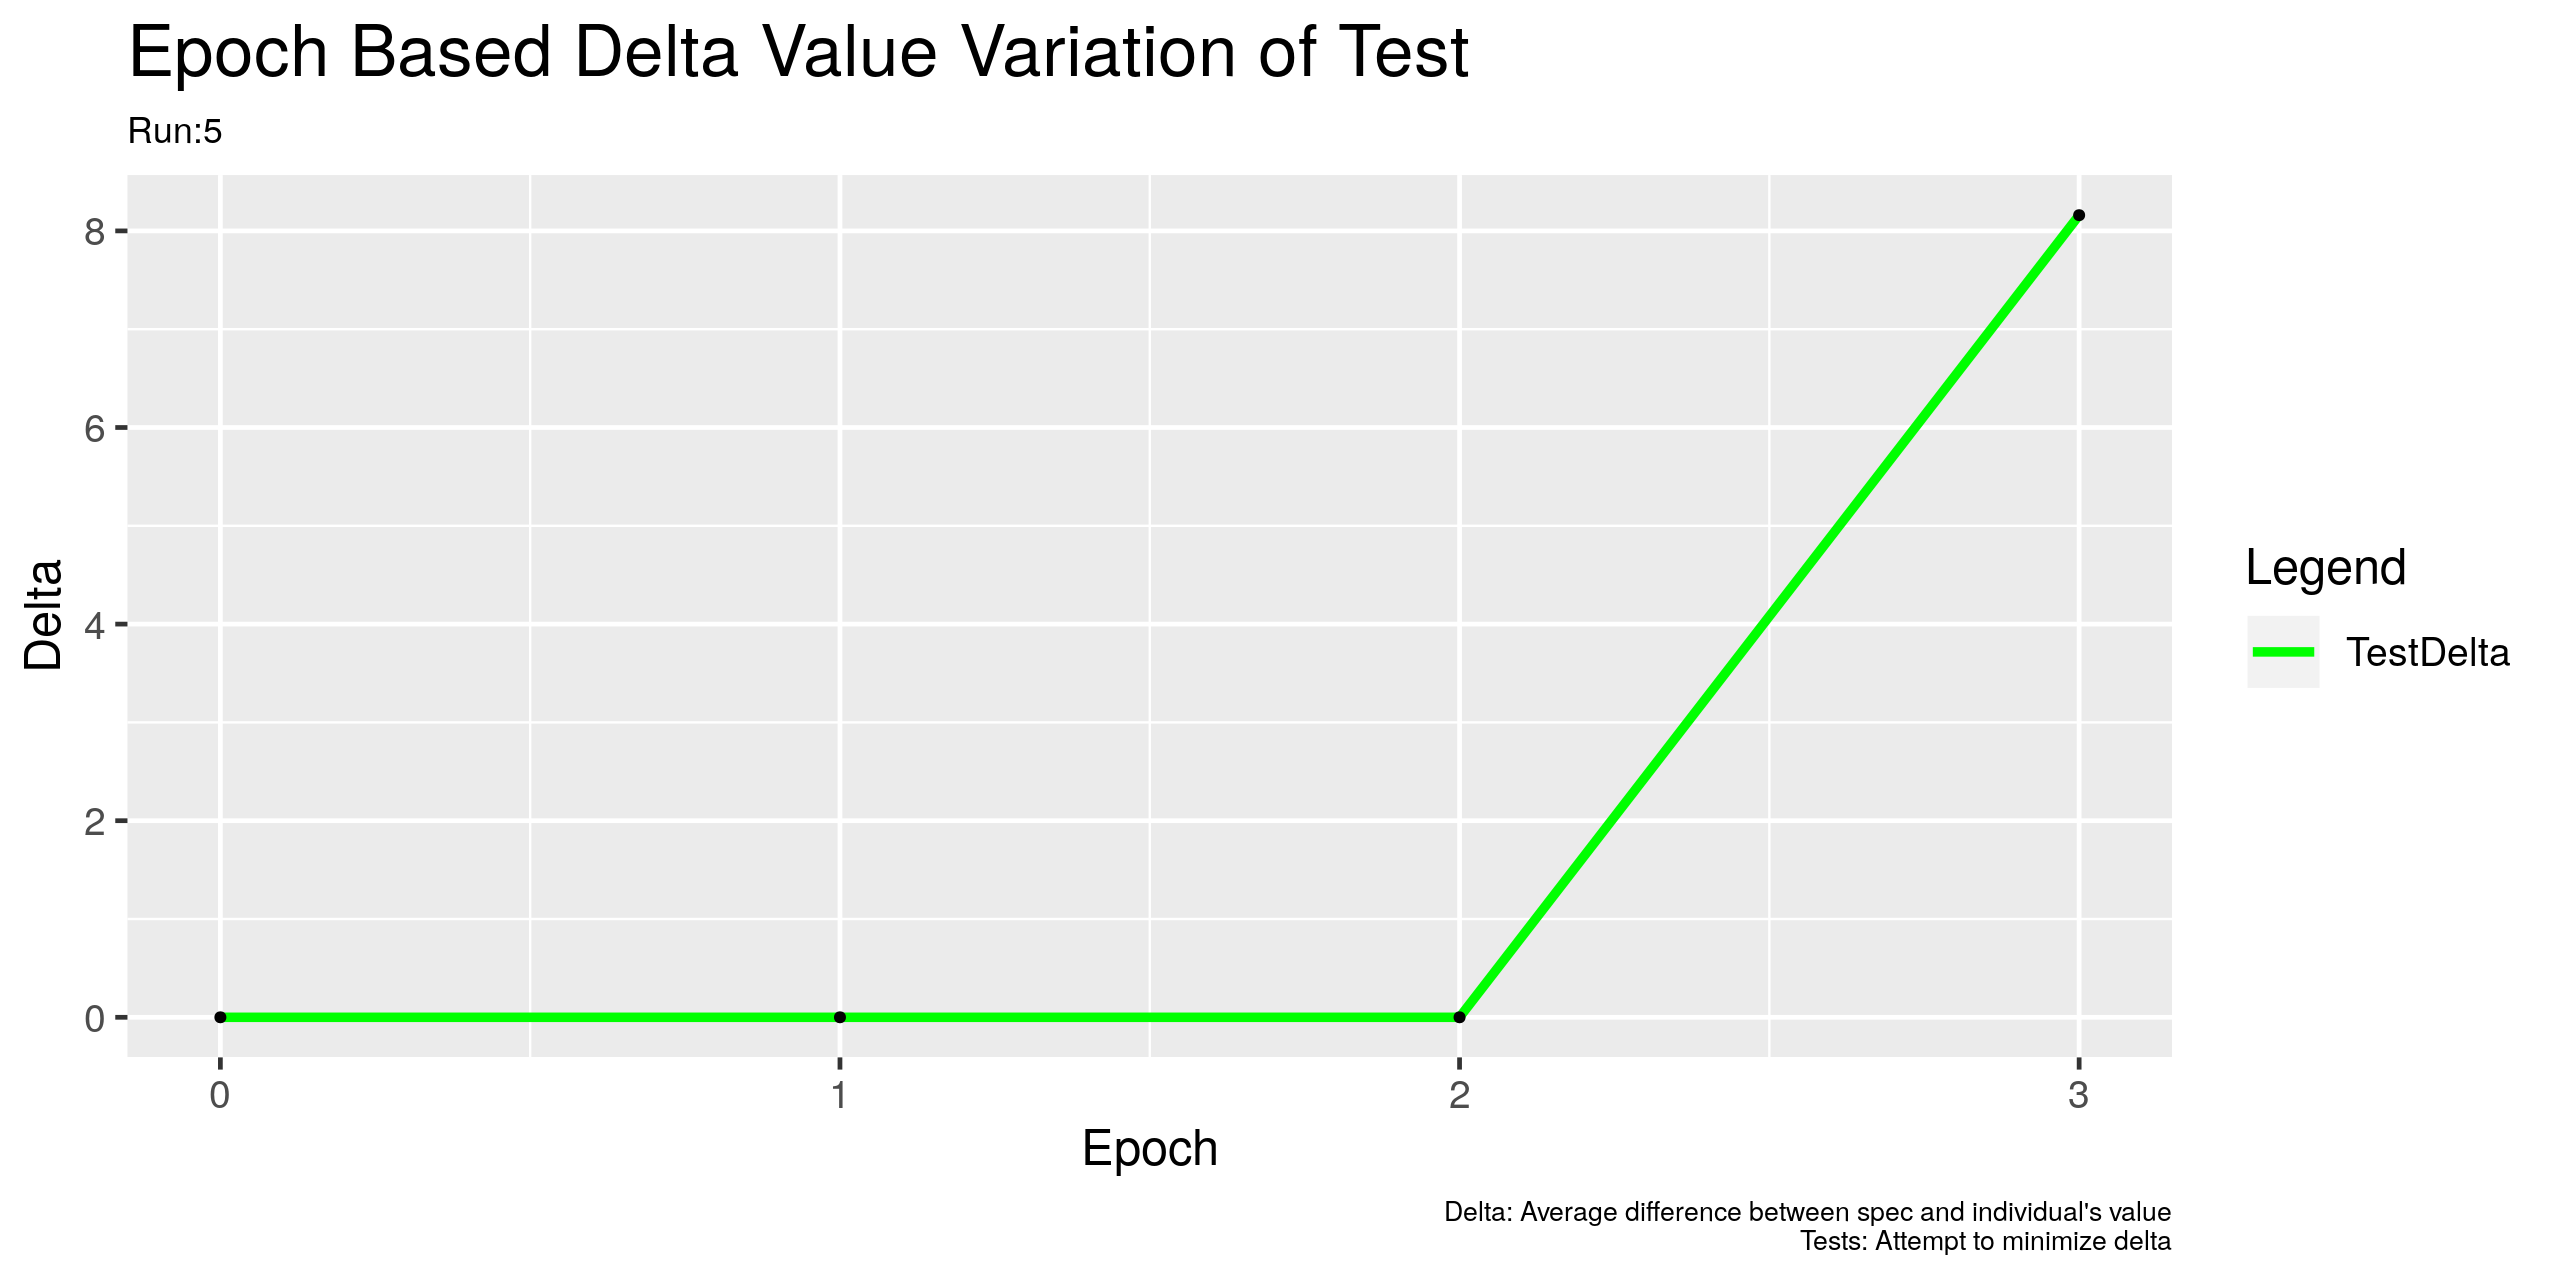 Epoch Based Delta Value Variation of Test
Run:5
8
6
4
2
0
Delta
0 1 2 3
Epoch
Legend
TestDelta
Delta: Average difference between spec and individual's value
Tests: Attempt to minimize delta